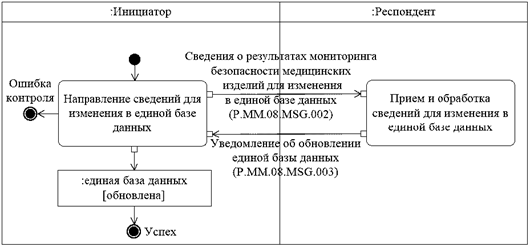 :Инициатор
:Респондент
Сведения о результатах мониторинга
безопасности медицинских
изделий для изменения
в единой базе данных
(P.MM.08.MSG.002)
Ошибка
контроля
Направление сведений для
изменения в единой базе
данных
Прием и обработка
сведений для изменения в
единой базе данных
Уведомление об обновлении
единой базы данных
(P.MM.08.MSG.003)
:единая база данных
[обновлена]
Успех